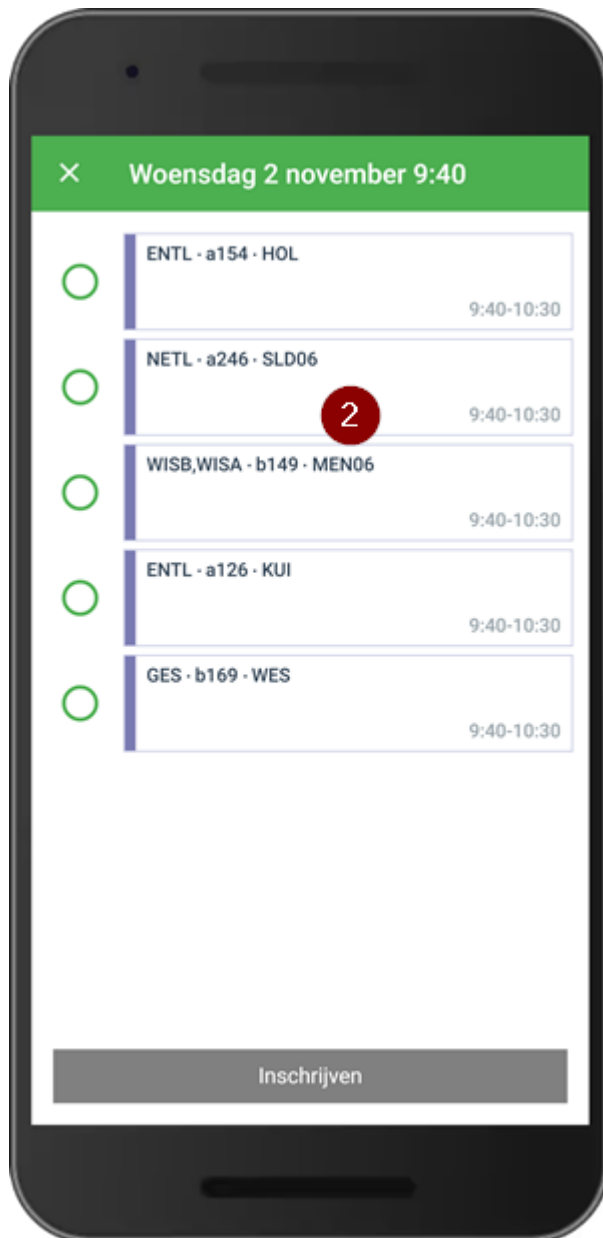 Woensdag 2 november 9:40
ENTL - a154 · HOL
9:40-10:30
NETL - a246 · SLD06
2
9:40-10:30
WISB,WISA - b149 · MEN06
9:40-10:30
ENTL - a126 · KUI
9:40-10:30
GES · b169 - WES
9:40-10:30
Inschrijven